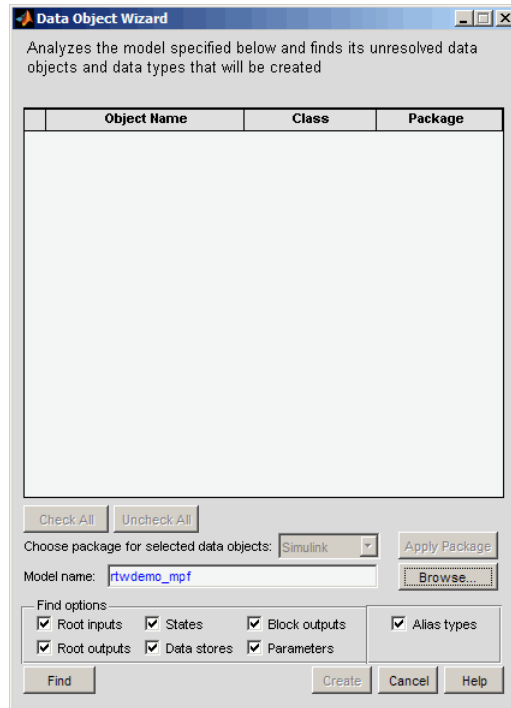 Data Object Wizard
Analyzes the model specified below and finds its unresolved data
objects and data types that will be created
Object Name Class Package
Check All Uncheck All
Choose package for selected data objects: Simulink Apply Package
Model name: rtwdemo_mpf Browse...
Find options
Root inputs States Block outputs Alias types
Root outputs Data stores Parameters
Find Create Cancel Help